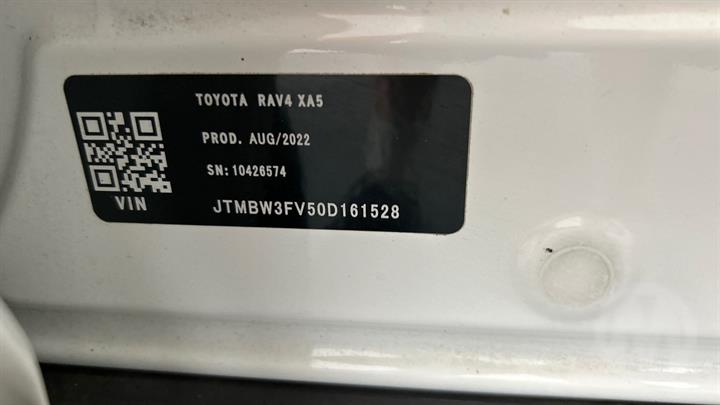 TOYOTA RAV4 XA5
PROD. AUG/2022
SN:10426574
VIN JTMBW3FV50D161528